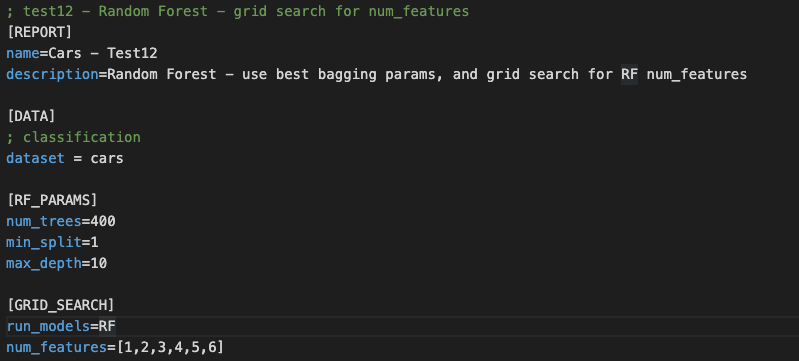 ; test12 - Random Forest - grid search for num_features
[REPORT]
name=Cars - Test12
description=Random Forest - use best bagging params, and grid search for RF num_features
[DATA]
; classification
dataset = cars
[RF_PARAMS]
num_trees=400
min_split=1
max_depth=10
[GRID_SEARCH]
run_models=RF
num_features=[1,2,3,4,5,6]